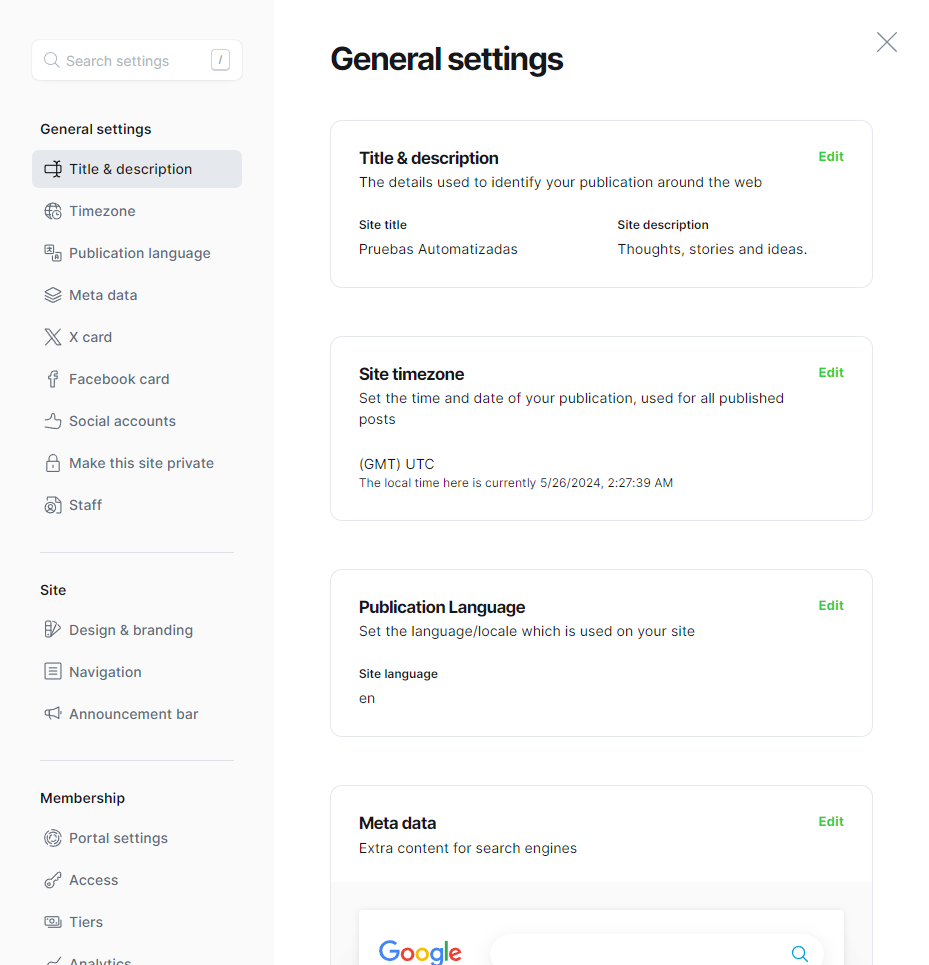 Search settings
/
General settings
Title & description
Timezone
Publication language
Meta data
X card
Facebook card
Social accounts
Make this site private
Staff
Site
Design & branding
Navigation
Announcement bar
Membership
Portal settings
Access
Tiers
Analytics
General settings
Title & description
Edit
The details used to identify your publication around the web
Site title
Site description
Pruebas Automatizadas
Thoughts, stories and ideas.
Site timezone
Edit
Set the time and date of your publication, used for all published
posts
(GMT) UTC
The local time here is currently 5/26/2024, 2:27:39 AM
Publication Language
Edit
Set the language/locale which is used on your site
Site language
en
Meta data
Edit
Extra content for search engines
Google